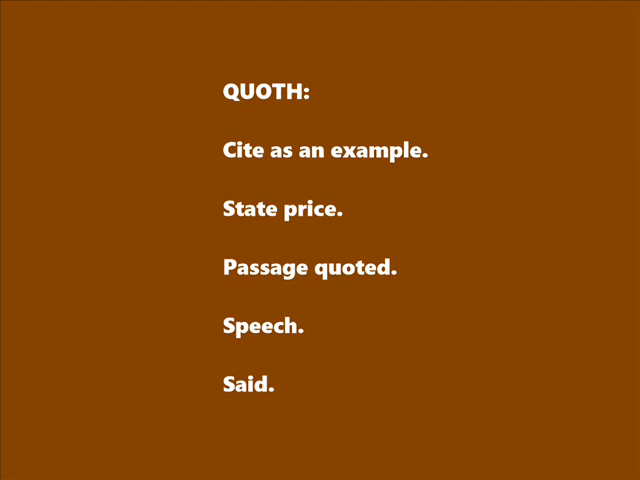 QUOTH:
Cite as an example.
State price.
Passage quoted.
Speech.
Said.